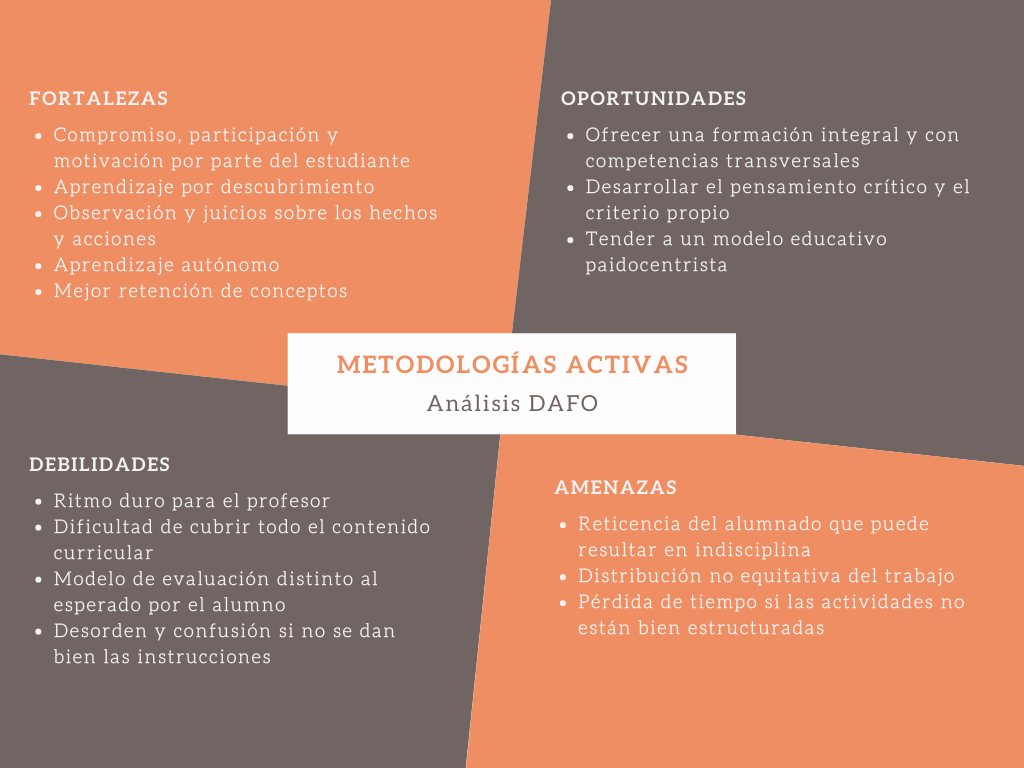 FORTALEZAS
• Compromiso, participación y
motivación por parte del estudiante
• Aprendizaje por descubrimiento
• Observación y juicios sobre los hechos
y acciones
• Aprendizaje autónomo
• Mejor retención de conceptos
OPORTUNIDADES
• Ofrecer una formación integral y con
competencias transversales
• Desarrollar el pensamiento crítico y el
criterio propio
• Tender a un modelo educativo
paidocentrista
METODOLOGÍAS ACTIVAS
Análisis DAFO
DEBILIDADES
• Ritmo duro para el profesor
• Dificultad de cubrir todo el contenido
curricular
• Modelo de evaluación distinto al
esperado por el alumno
• Desorden y confusión si no se dan
bien las instrucciones
AMENAZAS
• Reticencia del alumnado que puede
resultar en indisciplina
• Distribución no equitativa del trabajo
• Pérdida de tiempo si las actividades no
están bien estructuradas